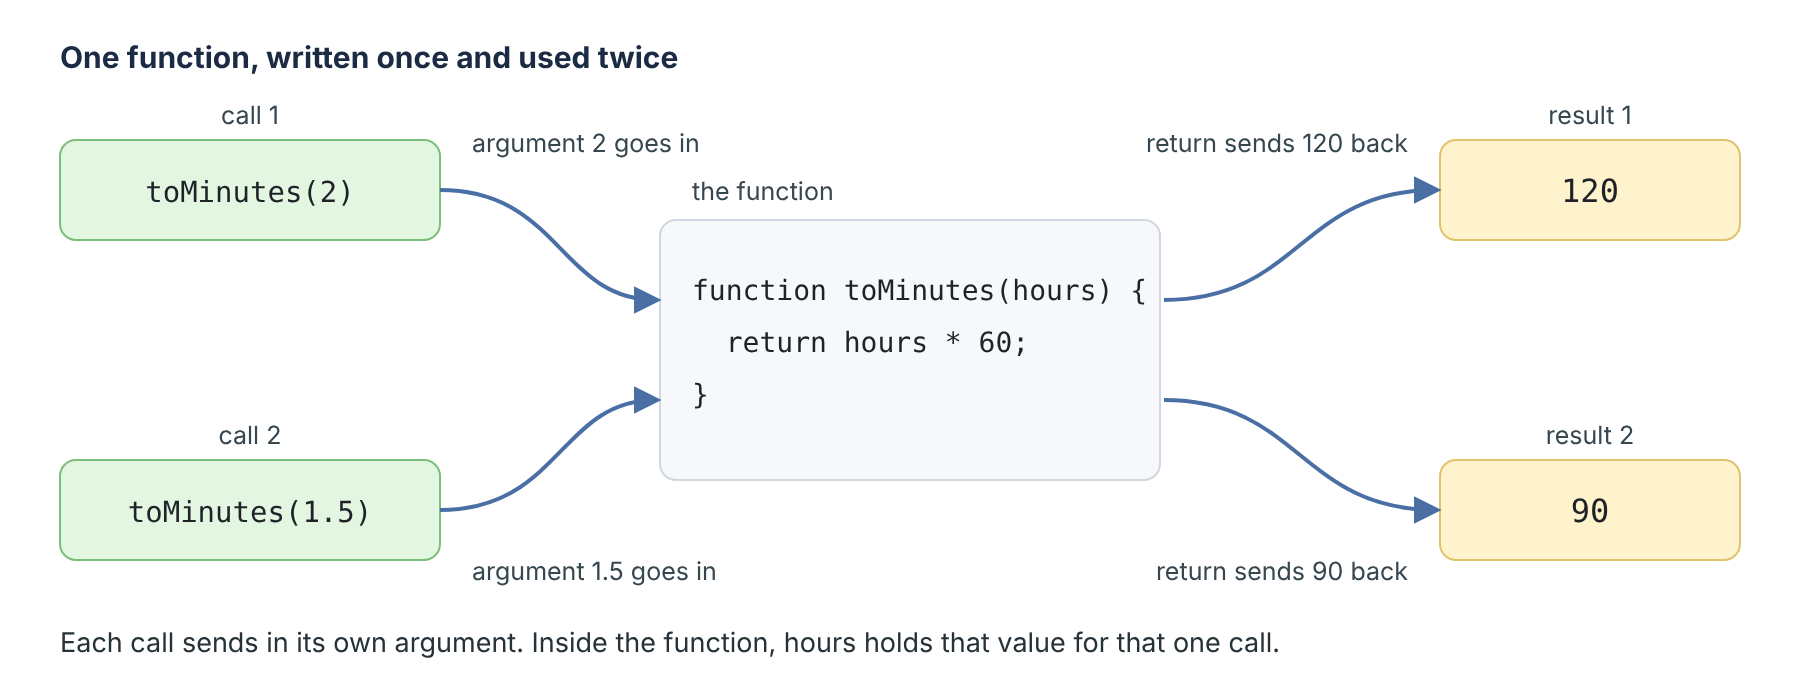 One function, written once and used twice
call 1
result 1
argument 2 goes in
return sends 120 back
toMinutes(2)
the function
120
function toMinutes(hours) {
  return hours * 60;
}
call 2
result 2
toMinutes(1.5)
90
argument 1.5 goes in
return sends 90 back
Each call sends in its own argument. Inside the function, hours holds that value for that one call.